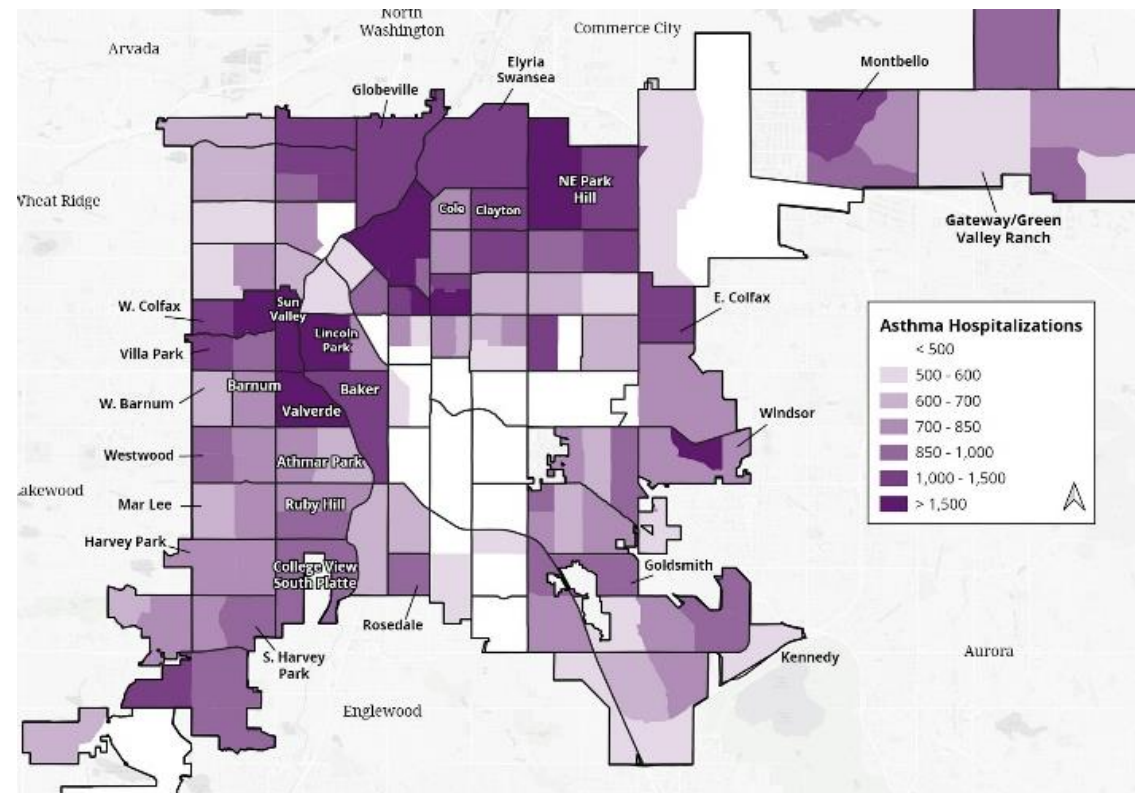 North
Washington
Commerce City
Arvada
Elyria
Swansea
Montbello
Globeville
NE Park
Hill
Wheat Ridge
Cole
Clayton
Gateway/Green
Valley Ranch
W. Colfax
Sun
Valley
E. Colfax
Lincoln
Park
Villa Park
Barnum
Baker
W. Barnum
Valverde
Windsor
Westwood
Athmar Park
Lakewood
Mar Lee
Ruby Hill
Harvey Park
College View
South Platte
Goldsmith
Rosedale
S. Harvey
Park
Kennedy
Aurora
Englewood
Asthma Hospitalizations
< 500
500 - 600
600 - 700
700 - 850
850 - 1,000
1,000 - 1,500
> 1,500